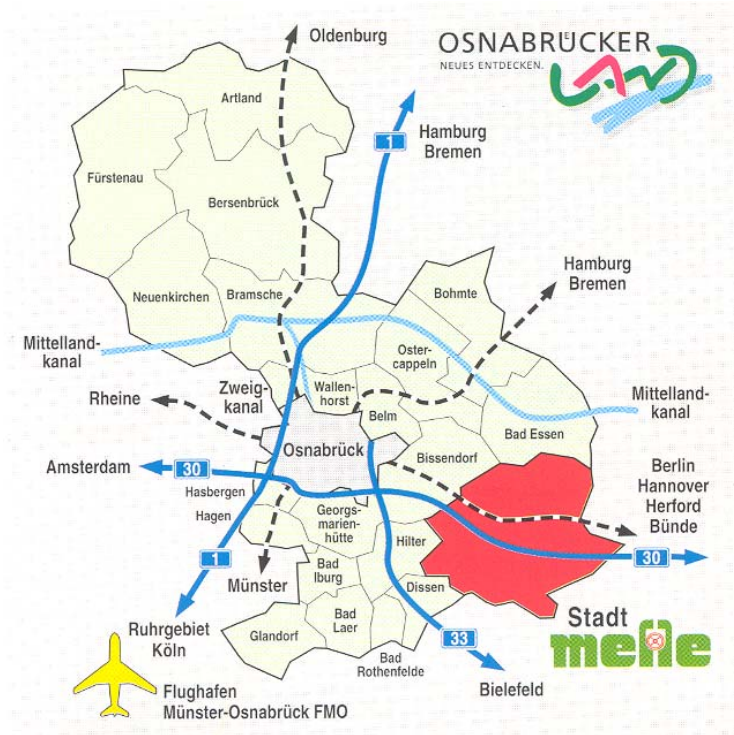 Oldenburg
OSNABRÜCKER
NEUES ENTDECKEN.
LAND
Artland
1
Hamburg
Bremen
Fürstenau
Bersenbrück
Hamburg
Bremen
Neuenkirchen
Bramsche
Bohmte
Mittelland-
kanal
Oster-
cappeln
Rheine
Zweig-
kanal
Wallen-
horst
Belm
Mittelland-
kanal
Bad Essen
Osnabrück
Bissendorf
Amsterdam
30
Berlin
Hannover
Herford
Bünde
Hasbergen
Hagen
Georgs-
marien-
hütte
Hilter
1
Münster
Bad
Iburg
30
Dissen
Ruhrgebiet
Köln
Glandorf
Bad
Laer
33
Stadt
melle
Bad
Rothenfelde
Bielefeld
Flughafen
Münster-Osnabrück FMO